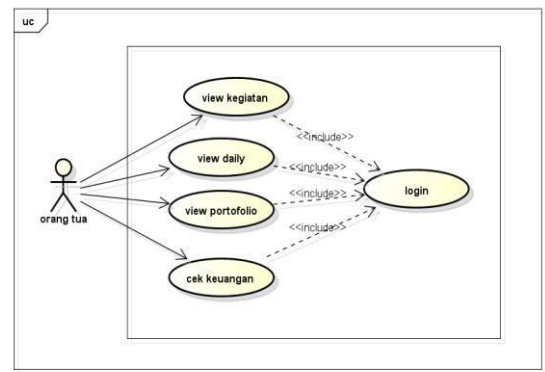 uc
view kegiatan
<<include>>
view daily
<<include>>
login
<<include>>
view portofolio
orang tua
<<include>>
cek keuangan